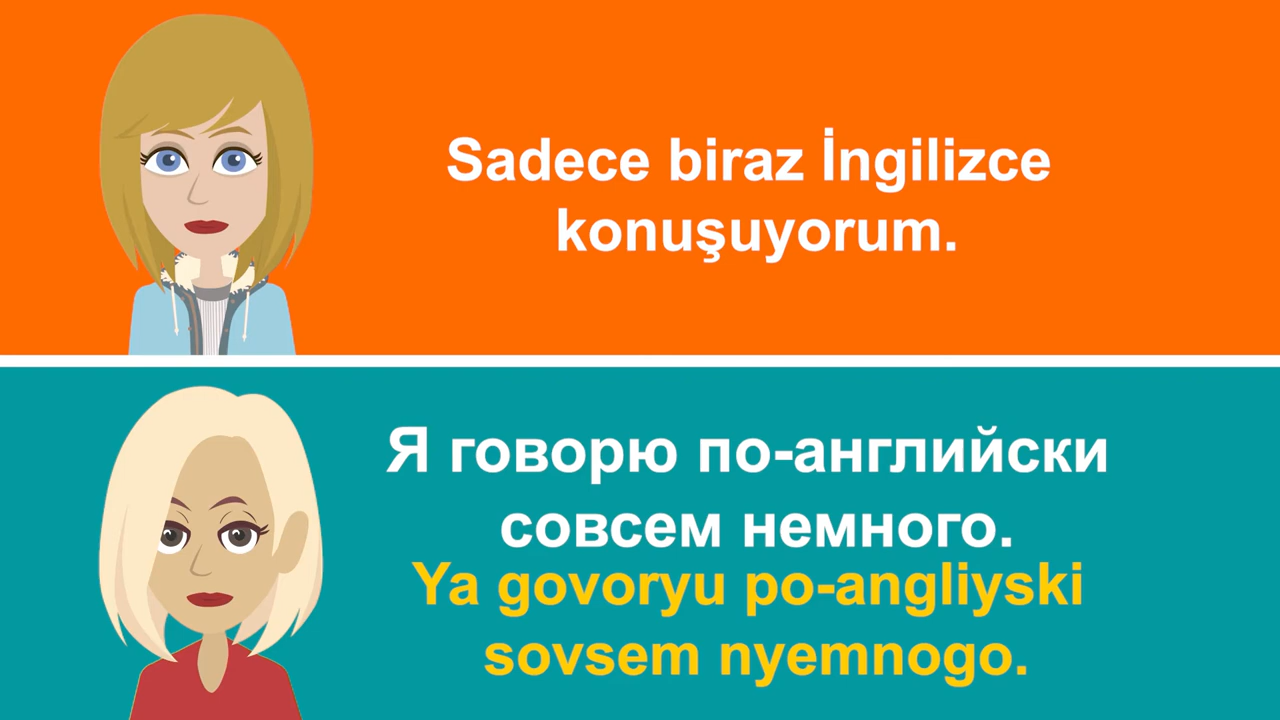 Sadece biraz İngilizce
konuşuyorum.
Я говорю по-английски
совсем немного.
Ya govoryu po-angliyski
sovsem nyemnogo.